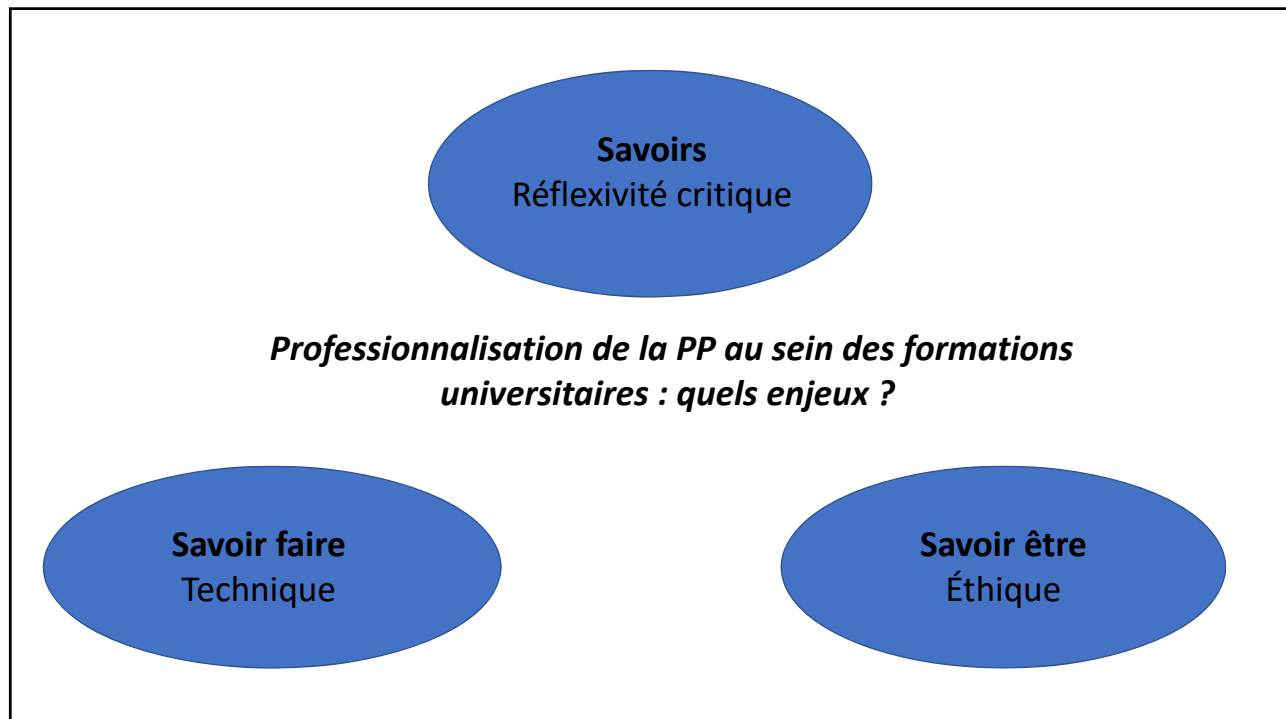 Savoirs
Réflexivité critique
Professionnalisation de la PP au sein des formations
universitaires : quels enjeux ?
Savoir faire
Technique
Savoir être
Éthique